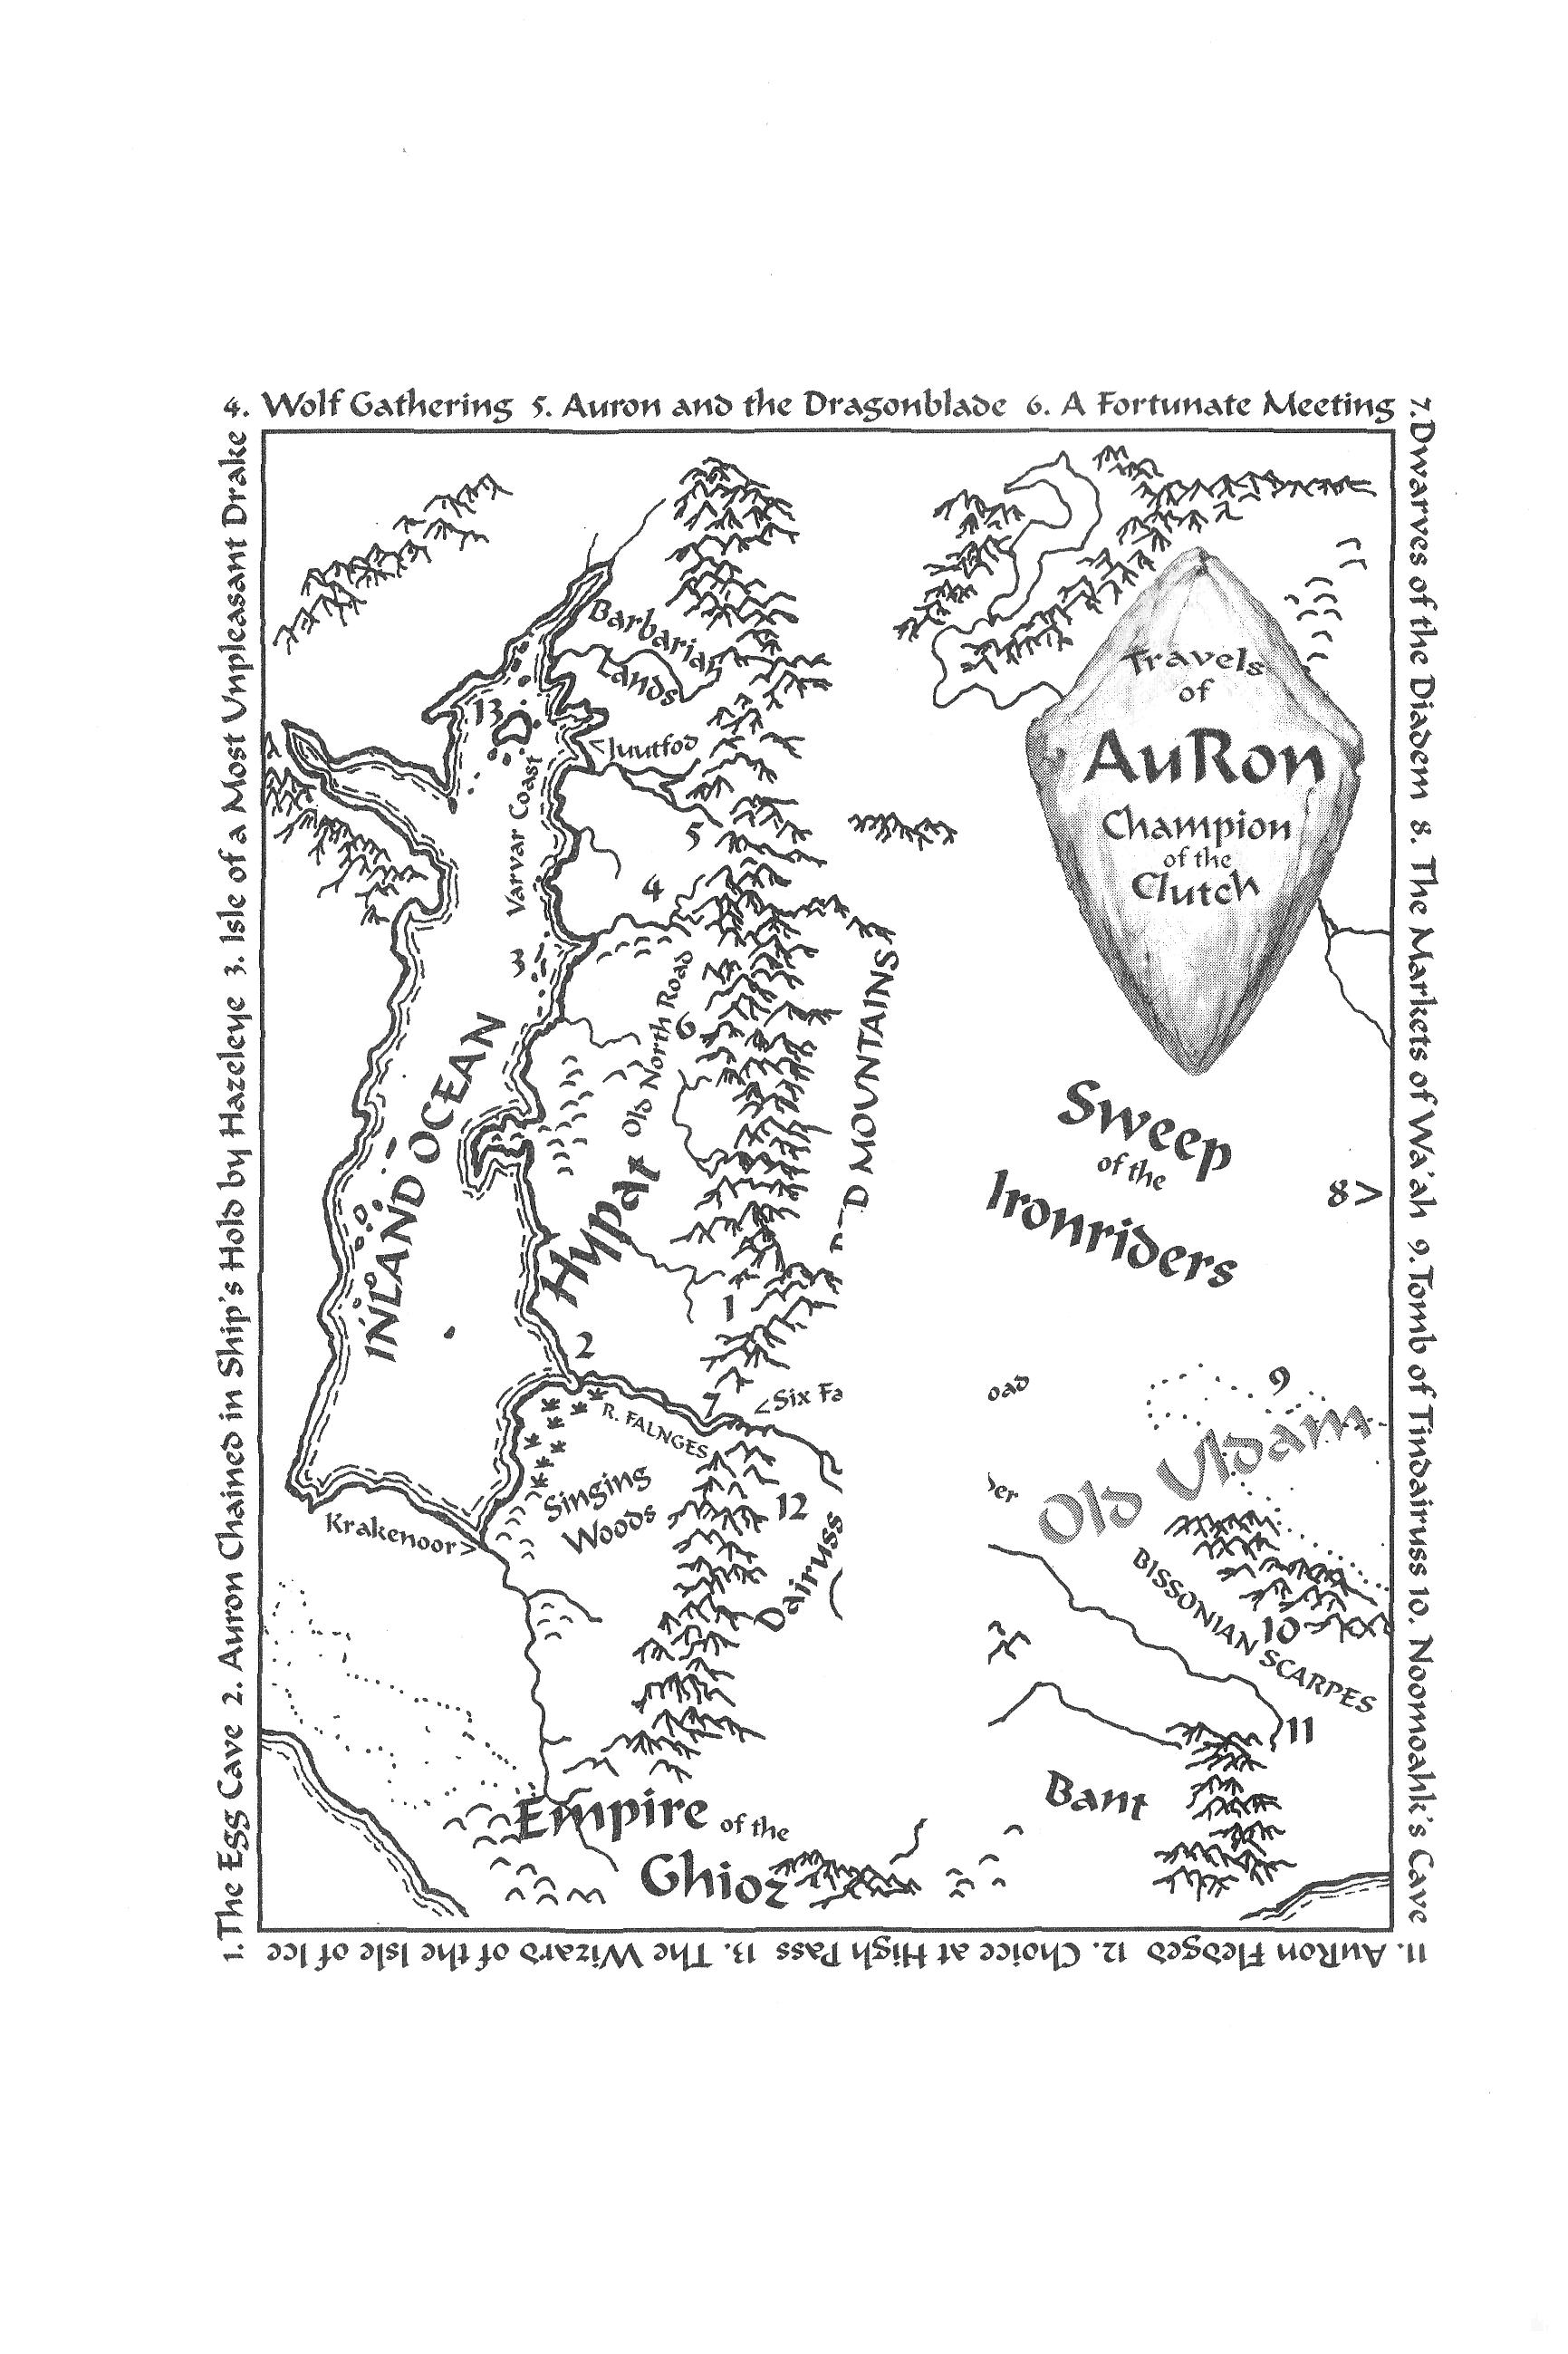 4. Wolf Gathering 5. Auron and the Dragonblade 6. A Fortunate Meeting
7. Dwarves of the Diadem 8. The Markets of Wa'ah 9. Tomb of Tindairuss 10. Noomoahk's Cave
11. AuRon Fledged 12. Choice at High Pass 13. The Wizard of the Isle of Ice
1. The Egg Cave 2. Auron Chained in Ship's Hold by Hazeleye 3. Isle of a Most Unpleasant Drake
Travels
of
AuRon
Champion
of the
Clutch
Barbarian
Lands
13
<Juutfod
Varvar Coast
5
4
3
Old North Road
6
INLAND OCEAN
D MOUNTAINS
Hypat
Sweep
of the
Ironriders
8>
1
2
7
<Six Fa
oad
9
R. FALNGES
Old Uldam
Singing
Woods
12
Krakenoor>
Dairuss
BISSONIAN SCARPES
10
11
Bant
Empire of the
Ghioz